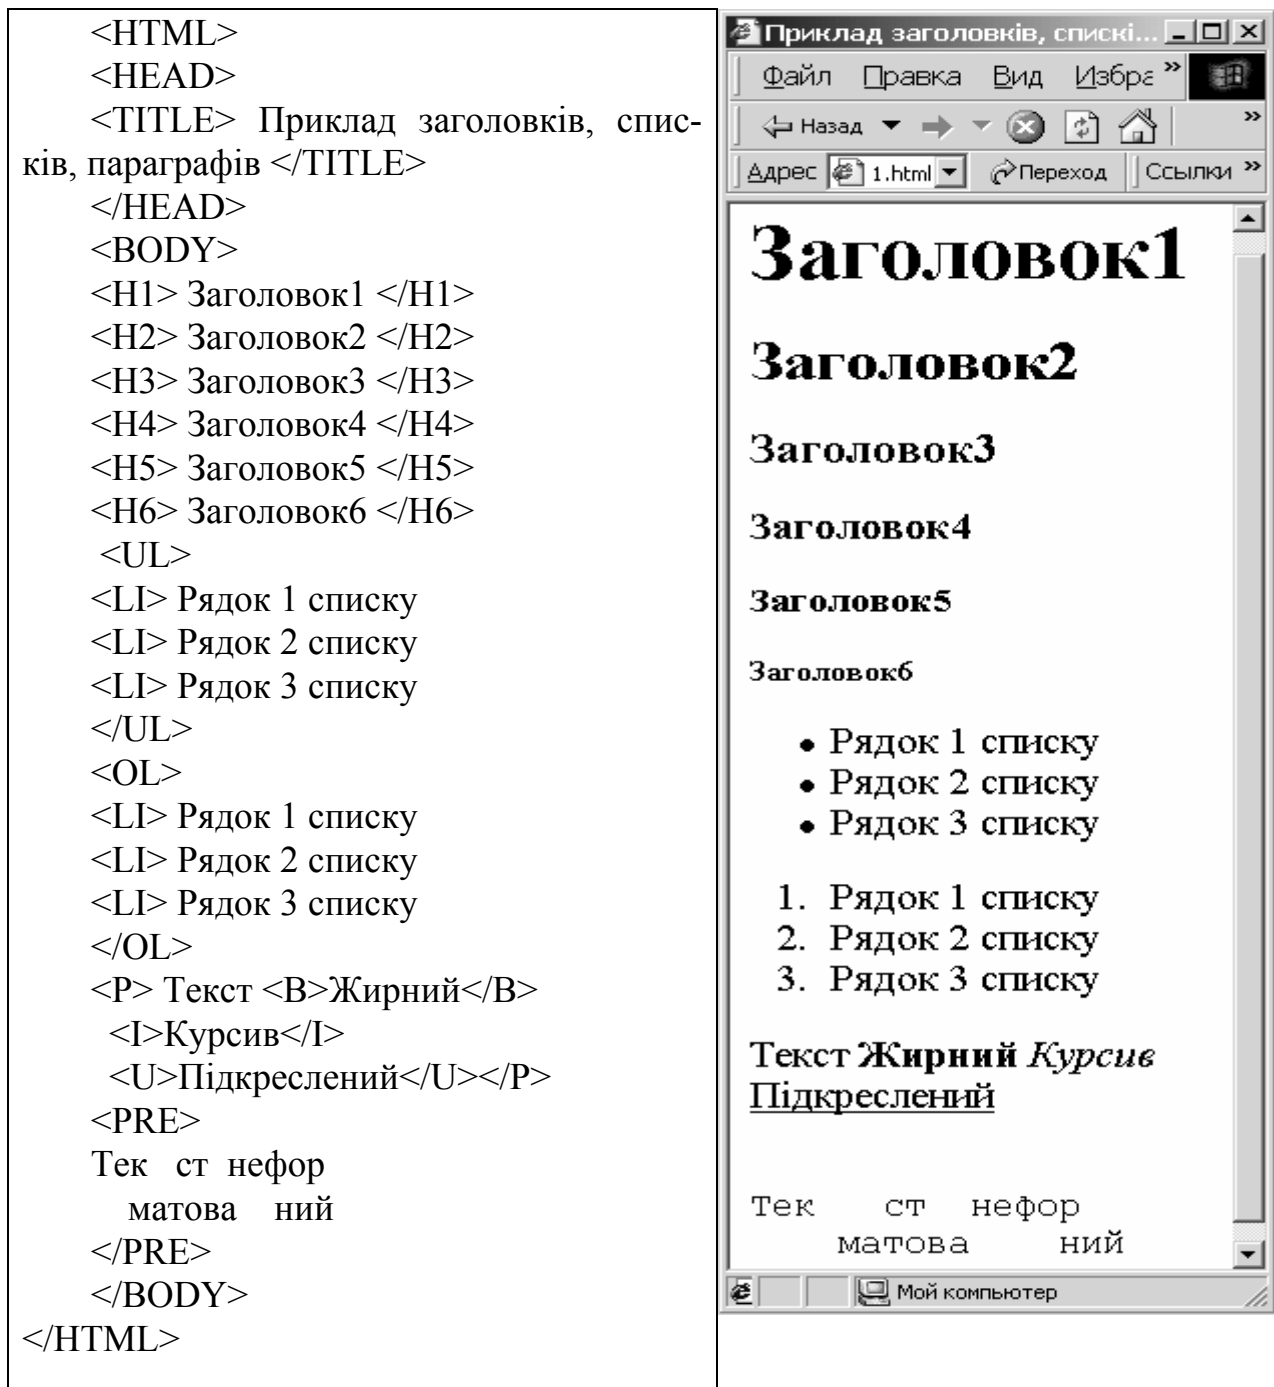 <HTML>
<HEAD>
<TITLE> Приклад заголовків, спис-
ків, параграфів </TITLE>
</HEAD>
<BODY>
<H1> Заголовок1 </H1>
<H2> Заголовок2 </H2>
<H3> Заголовок3 </H3>
<H4> Заголовок4 </H4>
<H5> Заголовок5 </H5>
<H6> Заголовок6 </H6>
<UL>
<LI> Рядок 1 списку
<LI> Рядок 2 списку
<LI> Рядок 3 списку
</UL>
<OL>
<LI> Рядок 1 списку
<LI> Рядок 2 списку
<LI> Рядок 3 списку
</OL>
<P> Текст <B>Жирний</B>
<I>Курсив</I>
<U>Підкреслений</U></P>
<PRE>
Тек   ст  нефор
    матова    ний
</PRE>
</BODY>
</HTML>
Приклад заголовків, спискі...
Файл Правка Вид Избра »
Назад »
Адрес 1.html Переход Ссылки »
Заголовок1
Заголовок2
Заголовок3
Заголовок4
Заголовок5
Заголовок6
• Рядок 1 списку
• Рядок 2 списку
• Рядок 3 списку
1. Рядок 1 списку
2. Рядок 2 списку
3. Рядок 3 списку
Текст Жирний Курсив
Підкреслений
Тек   ст  нефор
    матова    ний
Мой компьютер